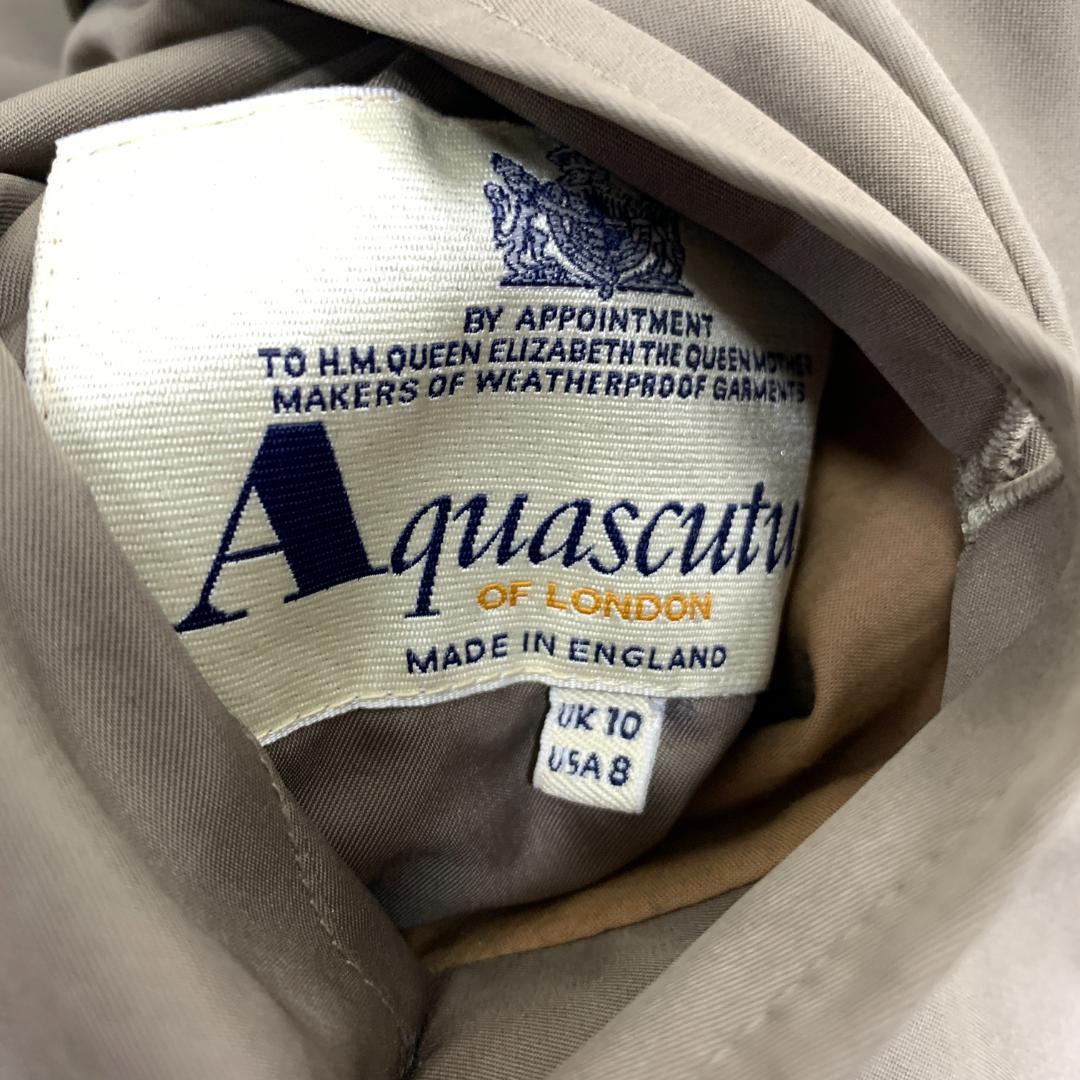 BY APPOINTMENT
TO H.M. QUEEN ELIZABETH THE QUEEN MOTHER
MAKERS OF WEATHERPROOF GARMENTS
Aquascutu
OF LONDON
MADE IN ENGLAND
UK 10
USA 8